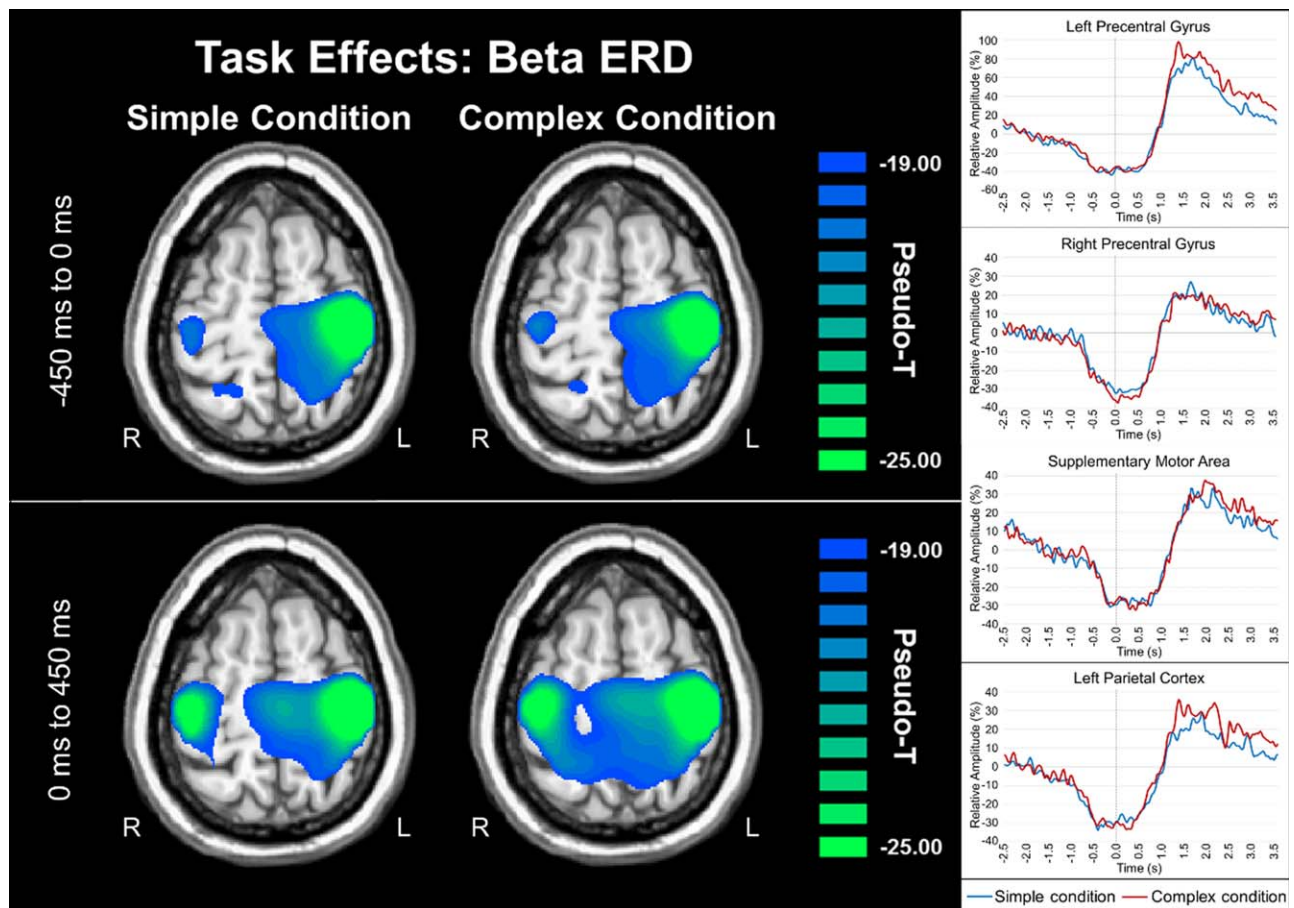 Task Effects: Beta ERD
Simple Condition
Complex Condition
-450 ms to 0 ms
R
L
R
L
-19.00
Pseudo-T
-25.00
0 ms to 450 ms
R
L
R
L
-19.00
Pseudo-T
-25.00
Left Precentral Gyrus
Relative Amplitude (%)
100
80
60
40
20
0
-20
-40
-60
-2.5 -2.0 -1.5 -1.0 -0.5 0.0 0.5 1.0 1.5 2.0 2.5 3.0 3.5
Time (s)
Right Precentral Gyrus
Relative Amplitude (%)
40
30
20
10
0
-10
-20
-30
-40
-2.5 -2.0 -1.5 -1.0 -0.5 0.0 0.5 1.0 1.5 2.0 2.5 3.0 3.5
Time (s)
Supplementary Motor Area
Relative Amplitude (%)
40
30
20
10
0
-10
-20
-30
-40
-2.5 -2.0 -1.5 -1.0 -0.5 0.0 0.5 1.0 1.5 2.0 2.5 3.0 3.5
Time (s)
Left Parietal Cortex
Relative Amplitude (%)
40
30
20
10
0
-10
-20
-30
-40
-2.5 -2.0 -1.5 -1.0 -0.5 0.0 0.5 1.0 1.5 2.0 2.5 3.0 3.5
Time (s)
Simple condition Complex condition